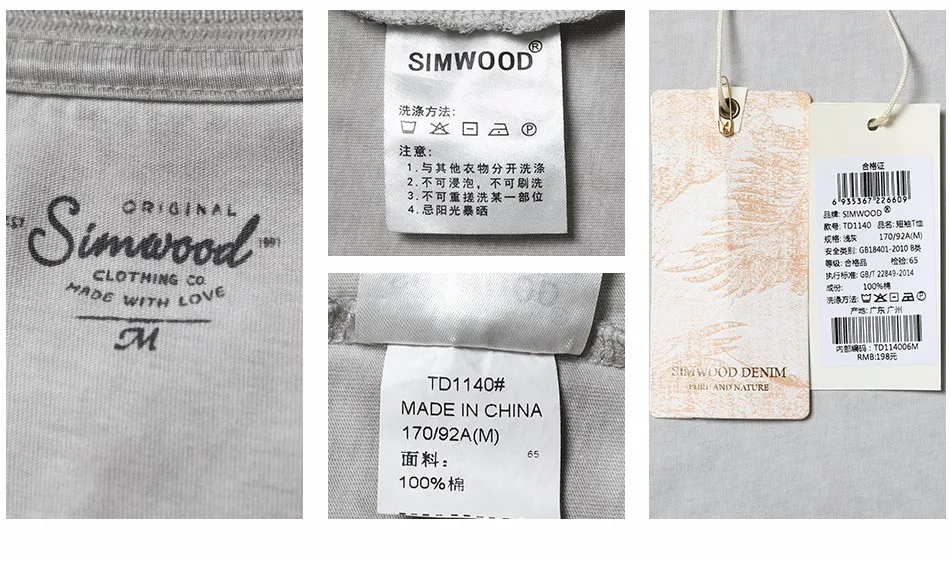 ORIGINAL
EST Simwood 1991
CLOTHING CO.
MADE WITH LOVE
M
SIMWOOD®
洗涤方法:
注意:
1.与其他衣物分开洗涤
2.不可浸泡,不可刷洗
3.不可重搓洗某一部位
4.忌阳光暴晒
TD1140#
MADE IN CHINA
170/92A(M)
面料:
65
100%棉
SIMWOOD DENIM
PURE AND NATURE
合格证
6 935367 226609
品牌: SIMWOOD®
款号: TD1140 品名: 短袖T恤
规格: 浅灰 170/92A(M)
安全类别: GB18401-2010 B类
等级: 合格品 检验: 65
执行标准: GB/T 22849-2014
成份: 100%棉
洗涤方法:
产地: 广东 广州
内部编码: TD114006M
RMB:198元